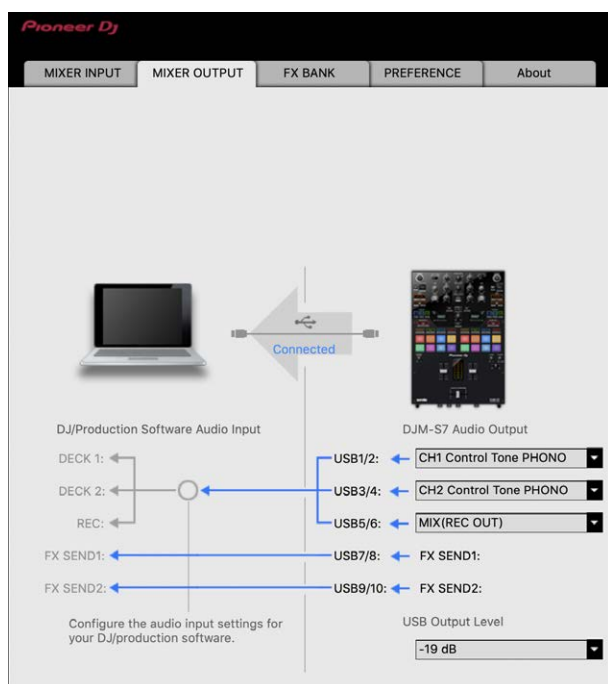 Pioneer Dj
MIXER INPUT MIXER OUTPUT FX BANK PREFERENCE About
Connected
DJ/Production Software Audio Input DJM-S7 Audio Output
DECK 1: USB1/2: CH1 Control Tone PHONO
DECK 2: USB3/4: CH2 Control Tone PHONO
REC: USB5/6: MIX(REC OUT)
FX SEND1: USB7/8: FX SEND1:
FX SEND2: USB9/10: FX SEND2:
Configure the audio input settings for
your DJ/production software.
USB Output Level
-19 dB